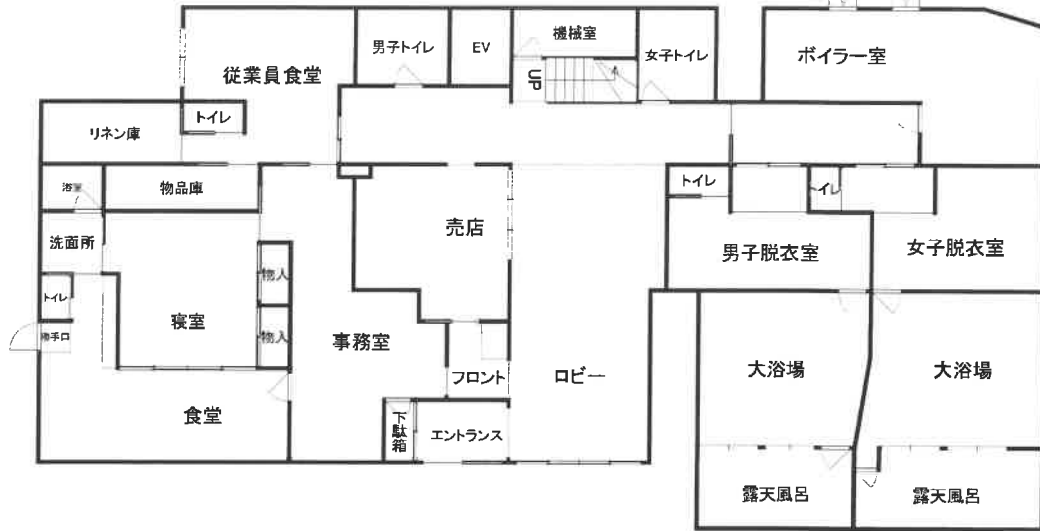 機械室
男子トイレ
EV
女子トイレ
ボイラー室
従業員食堂
UP
トイレ
リネン庫
浴室
物品庫
トイレ
トイレ
洗面所
売店
男子脱衣室
女子脱衣室
物入
トイレ
寝室
物入
事務室
勝手口
フロント
ロビー
大浴場
大浴場
食堂
下駄箱
エントランス
露天風呂
露天風呂